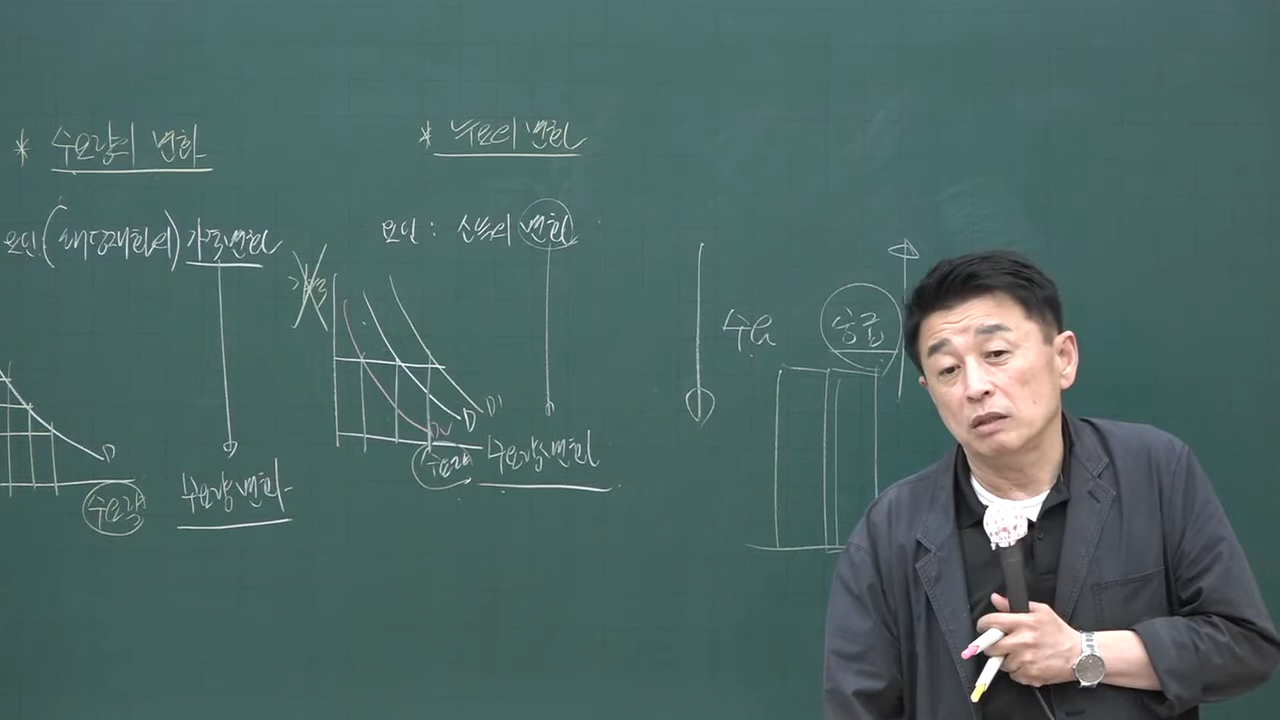 * 수요량의 변화
요인:(해당재화의) 가격변화
D
수요량
수요량 변화
* 수요의 변화
요인 : 소득의 변화
D D'
수요량
수요량 변화
수요
공급